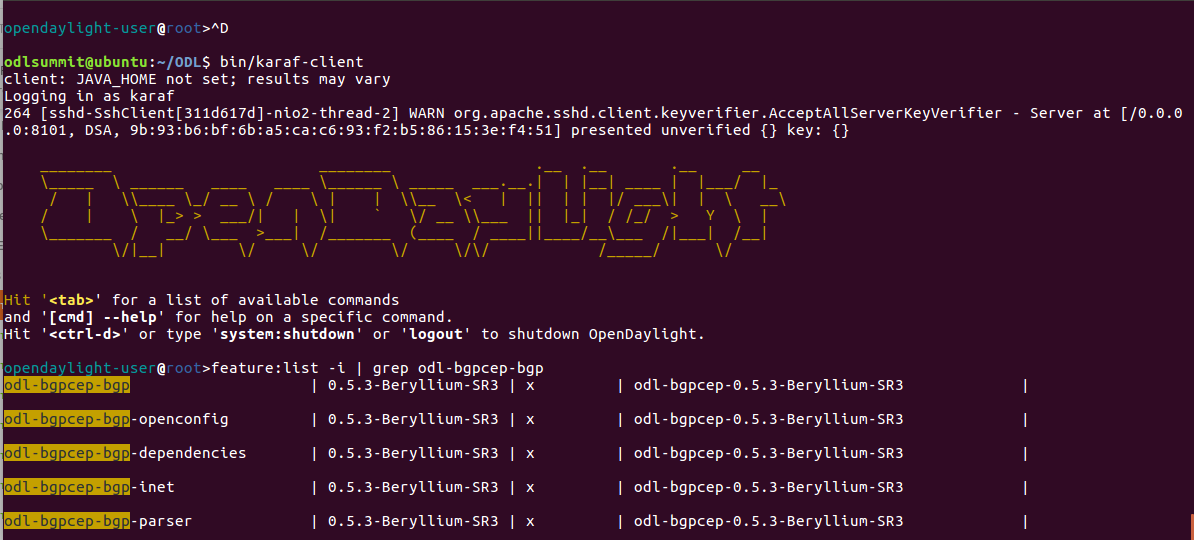 opendaylight-user@root>^D
odlsummit@ubuntu:~/ODL$ bin/karaf-client
client: JAVA_HOME not set; results may vary
Logging in as karaf
264 [sshd-SshClient[311d617d]-nio2-thread-2] WARN org.apache.sshd.client.keyverifier.AcceptAllServerKeyVerifier - Server at [/0.0.0
.0:8101, DSA, 9b:93:b6:bf:6b:a5:ca:c6:93:f2:b5:86:15:3e:f4:51] presented unverified {} key: {}
OpenDaylight
Hit '<tab>' for a list of available commands
and '[cmd] --help' for help on a specific command.
Hit '<ctrl-d>' or type 'system:shutdown' or 'logout' to shutdown OpenDaylight.
opendaylight-user@root>feature:list -i | grep odl-bgpcep-bgp
odl-bgpcep-bgp | 0.5.3-Beryllium-SR3 | x | odl-bgpcep-0.5.3-Beryllium-SR3 |
odl-bgpcep-bgp-openconfig | 0.5.3-Beryllium-SR3 | x | odl-bgpcep-0.5.3-Beryllium-SR3 |
odl-bgpcep-bgp-dependencies | 0.5.3-Beryllium-SR3 | x | odl-bgpcep-0.5.3-Beryllium-SR3 |
odl-bgpcep-bgp-inet | 0.5.3-Beryllium-SR3 | x | odl-bgpcep-0.5.3-Beryllium-SR3 |
odl-bgpcep-bgp-parser | 0.5.3-Beryllium-SR3 | x | odl-bgpcep-0.5.3-Beryllium-SR3 |